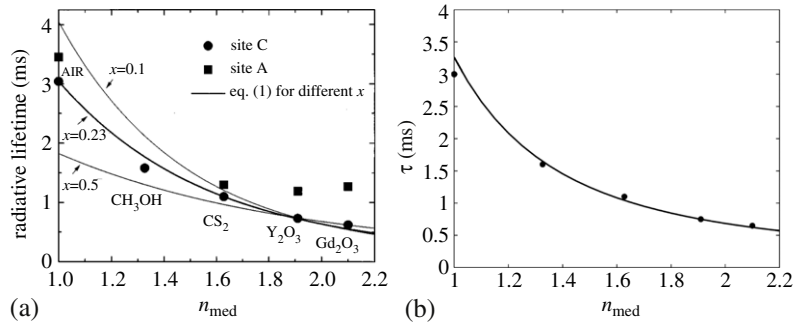 radiative lifetime (ms)
4
3
2
1
0
site C
site A
eq. (1) for different x
AIR
x=0.1
x=0.23
x=0.5
CH3OH
CS2
Y2O3
Gd2O3
1.0 1.2 1.4 1.6 1.8 2.0 2.2
(a)
nmed
τ (ms)
4
3.5
3
2.5
2
1.5
1
0.5
0
1 1.2 1.4 1.6 1.8 2 2.2
(b)
nmed